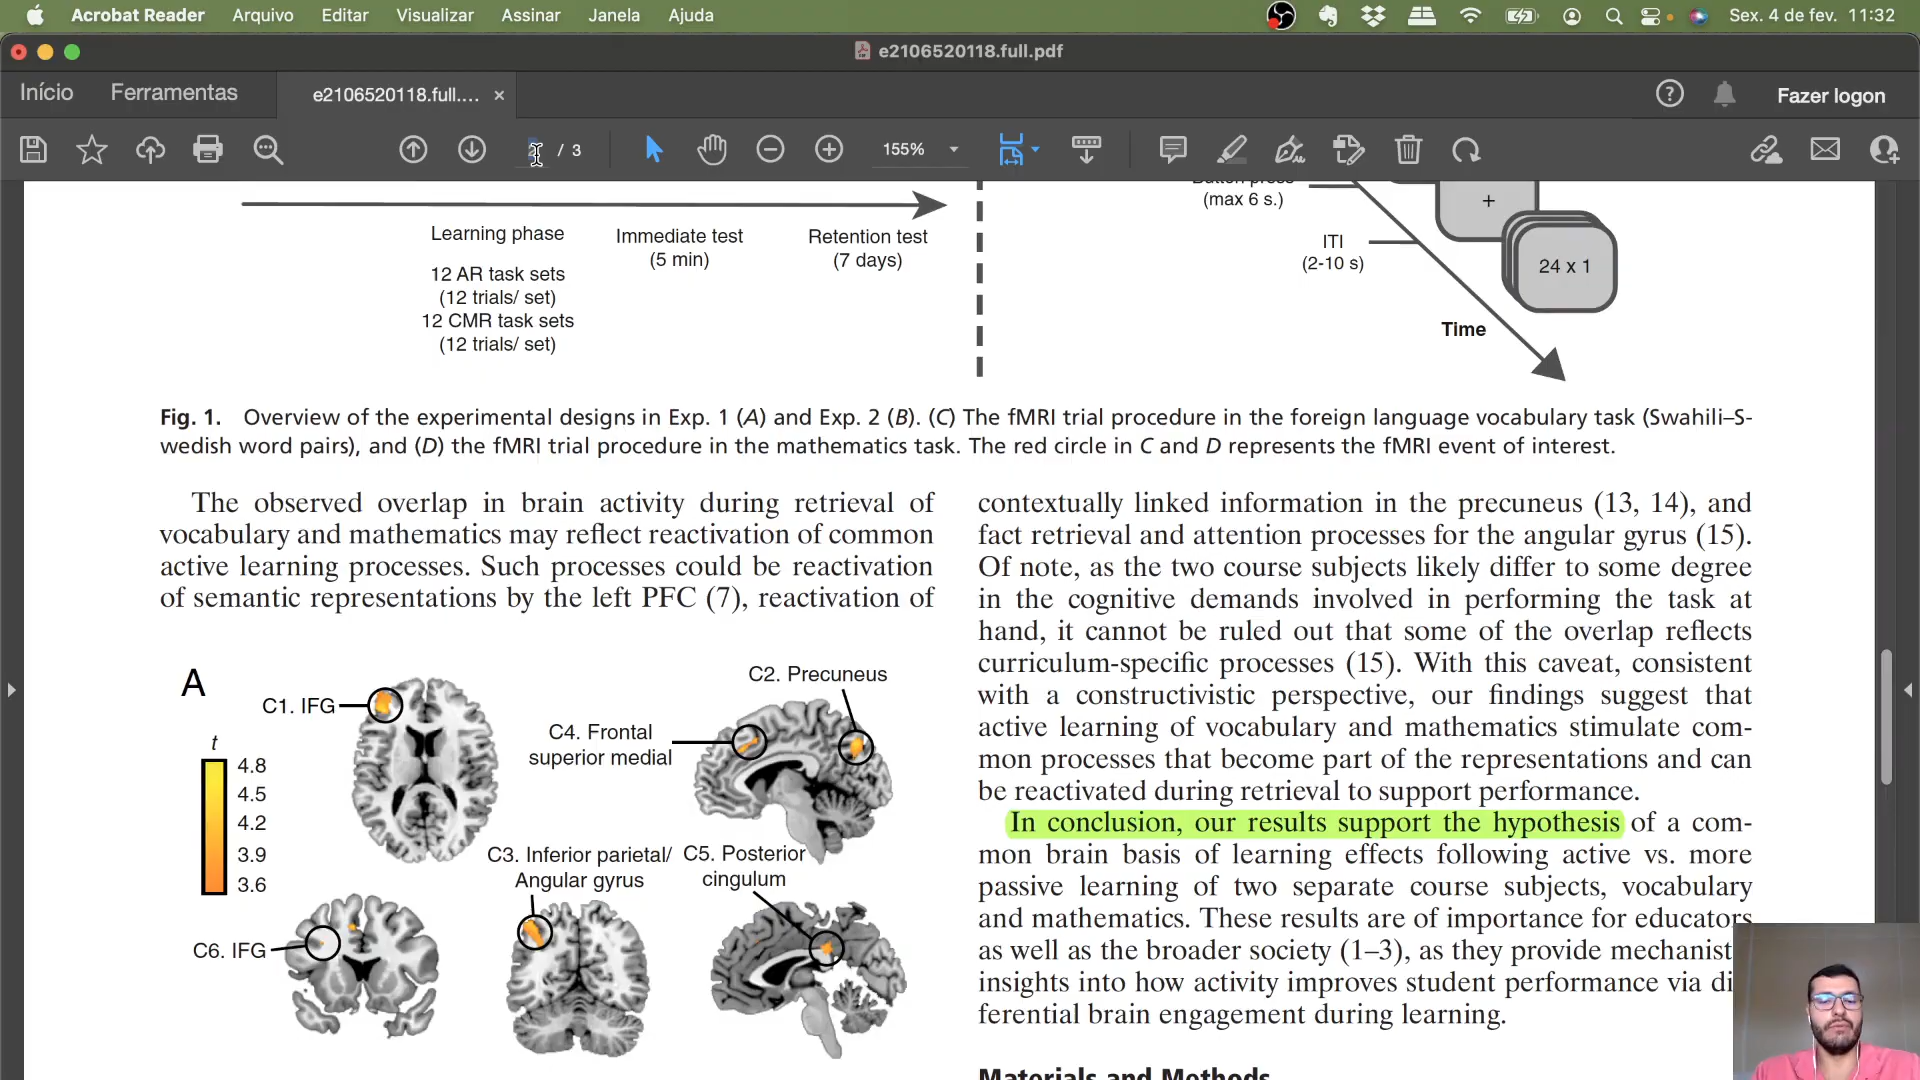 Acrobat Reader Arquivo Editar Visualizar Assinar Janela Ajuda Sex. 4 de fev. 11:32
e2106520118.full.pdf
Início Ferramentas e2106520118.full.... × Fazer logon
/ 3 155%
(max 6 s.)
+
ITI
(2-10 s)
24 x 1
Time
Learning phase
12 AR task sets
(12 trials/ set)
12 CMR task sets
(12 trials/ set)
Immediate test
(5 min)
Retention test
(7 days)
Fig. 1. Overview of the experimental designs in Exp. 1 (A) and Exp. 2 (B). (C) The fMRI trial procedure in the foreign language vocabulary task (Swahili–S-
wedish word pairs), and (D) the fMRI trial procedure in the mathematics task. The red circle in C and D represents the fMRI event of interest.
The observed overlap in brain activity during retrieval of
vocabulary and mathematics may reflect reactivation of common
active learning processes. Such processes could be reactivation
of semantic representations by the left PFC (7), reactivation of
A
C1. IFG
C2. Precuneus
C4. Frontal
superior medial
t
4.8
4.5
4.2
3.9
3.6
C3. Inferior parietal/
Angular gyrus
C5. Posterior
cingulum
C6. IFG
contextually linked information in the precuneus (13, 14), and
fact retrieval and attention processes for the angular gyrus (15).
Of note, as the two course subjects likely differ to some degree
in the cognitive demands involved in performing the task at
hand, it cannot be ruled out that some of the overlap reflects
curriculum-specific processes (15). With this caveat, consistent
with a constructivistic perspective, our findings suggest that
active learning of vocabulary and mathematics stimulate com-
mon processes that become part of the representations and can
be reactivated during retrieval to support performance.
In conclusion, our results support the hypothesis of a com-
mon brain basis of learning effects following active vs. more
passive learning of two separate course subjects, vocabulary
and mathematics. These results are of importance for educators
as well as the broader society (1–3), as they provide mechanist
insights into how activity improves student performance via di
ferential brain engagement during learning.
Materials and Methods